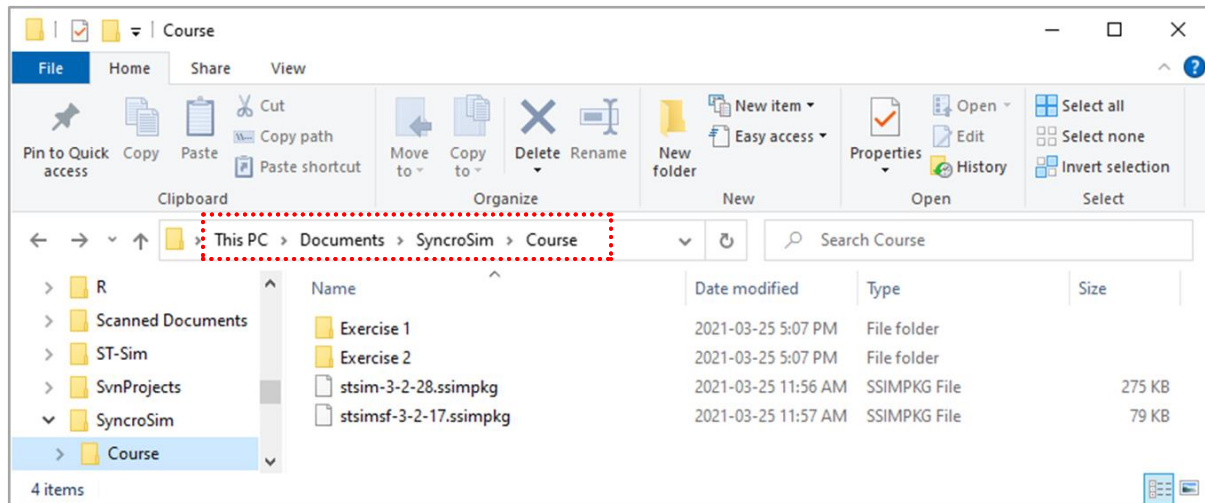 Course
File Home Share View
Pin to Quick access
Copy
Paste
Cut
Copy path
Paste shortcut
Clipboard
Move to
Copy to
Delete
Rename
Organize
New folder
New item
Easy access
New
Properties
Open
Edit
History
Open
Select all
Select none
Invert selection
Select
This PC > Documents > SyncroSim > Course
Search Course
R
Scanned Documents
ST-Sim
SvnProjects
SyncroSim
Course
Name Date modified Type Size
Exercise 1 2021-03-25 5:07 PM File folder
Exercise 2 2021-03-25 5:07 PM File folder
stsim-3-2-28.ssimpkg 2021-03-25 11:56 AM SSIMPKG File 275 KB
stsimsf-3-2-17.ssimpkg 2021-03-25 11:57 AM SSIMPKG File 79 KB
4 items